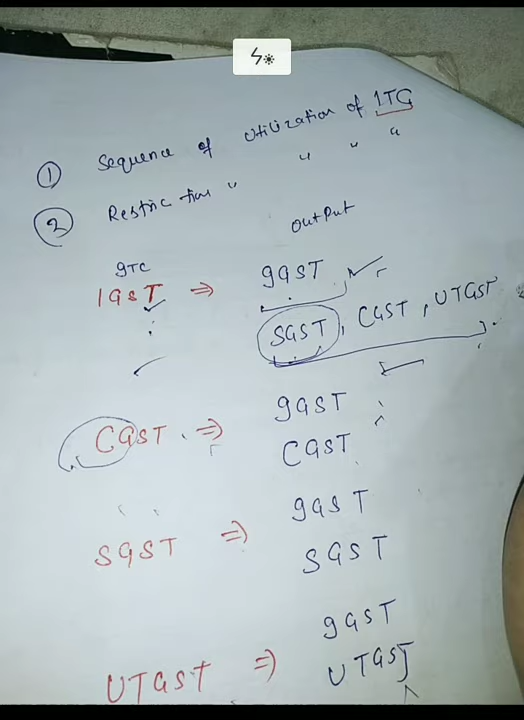 ① Sequence of Utilization of ITC
② Restriction " " " "
output
ITC
IGST ⇒ IGST
SGST, CGST, UTGST
CGST ⇒ IGST
CGST
SGST ⇒ IGST
SGST
UTGST ⇒ IGST
UTGST